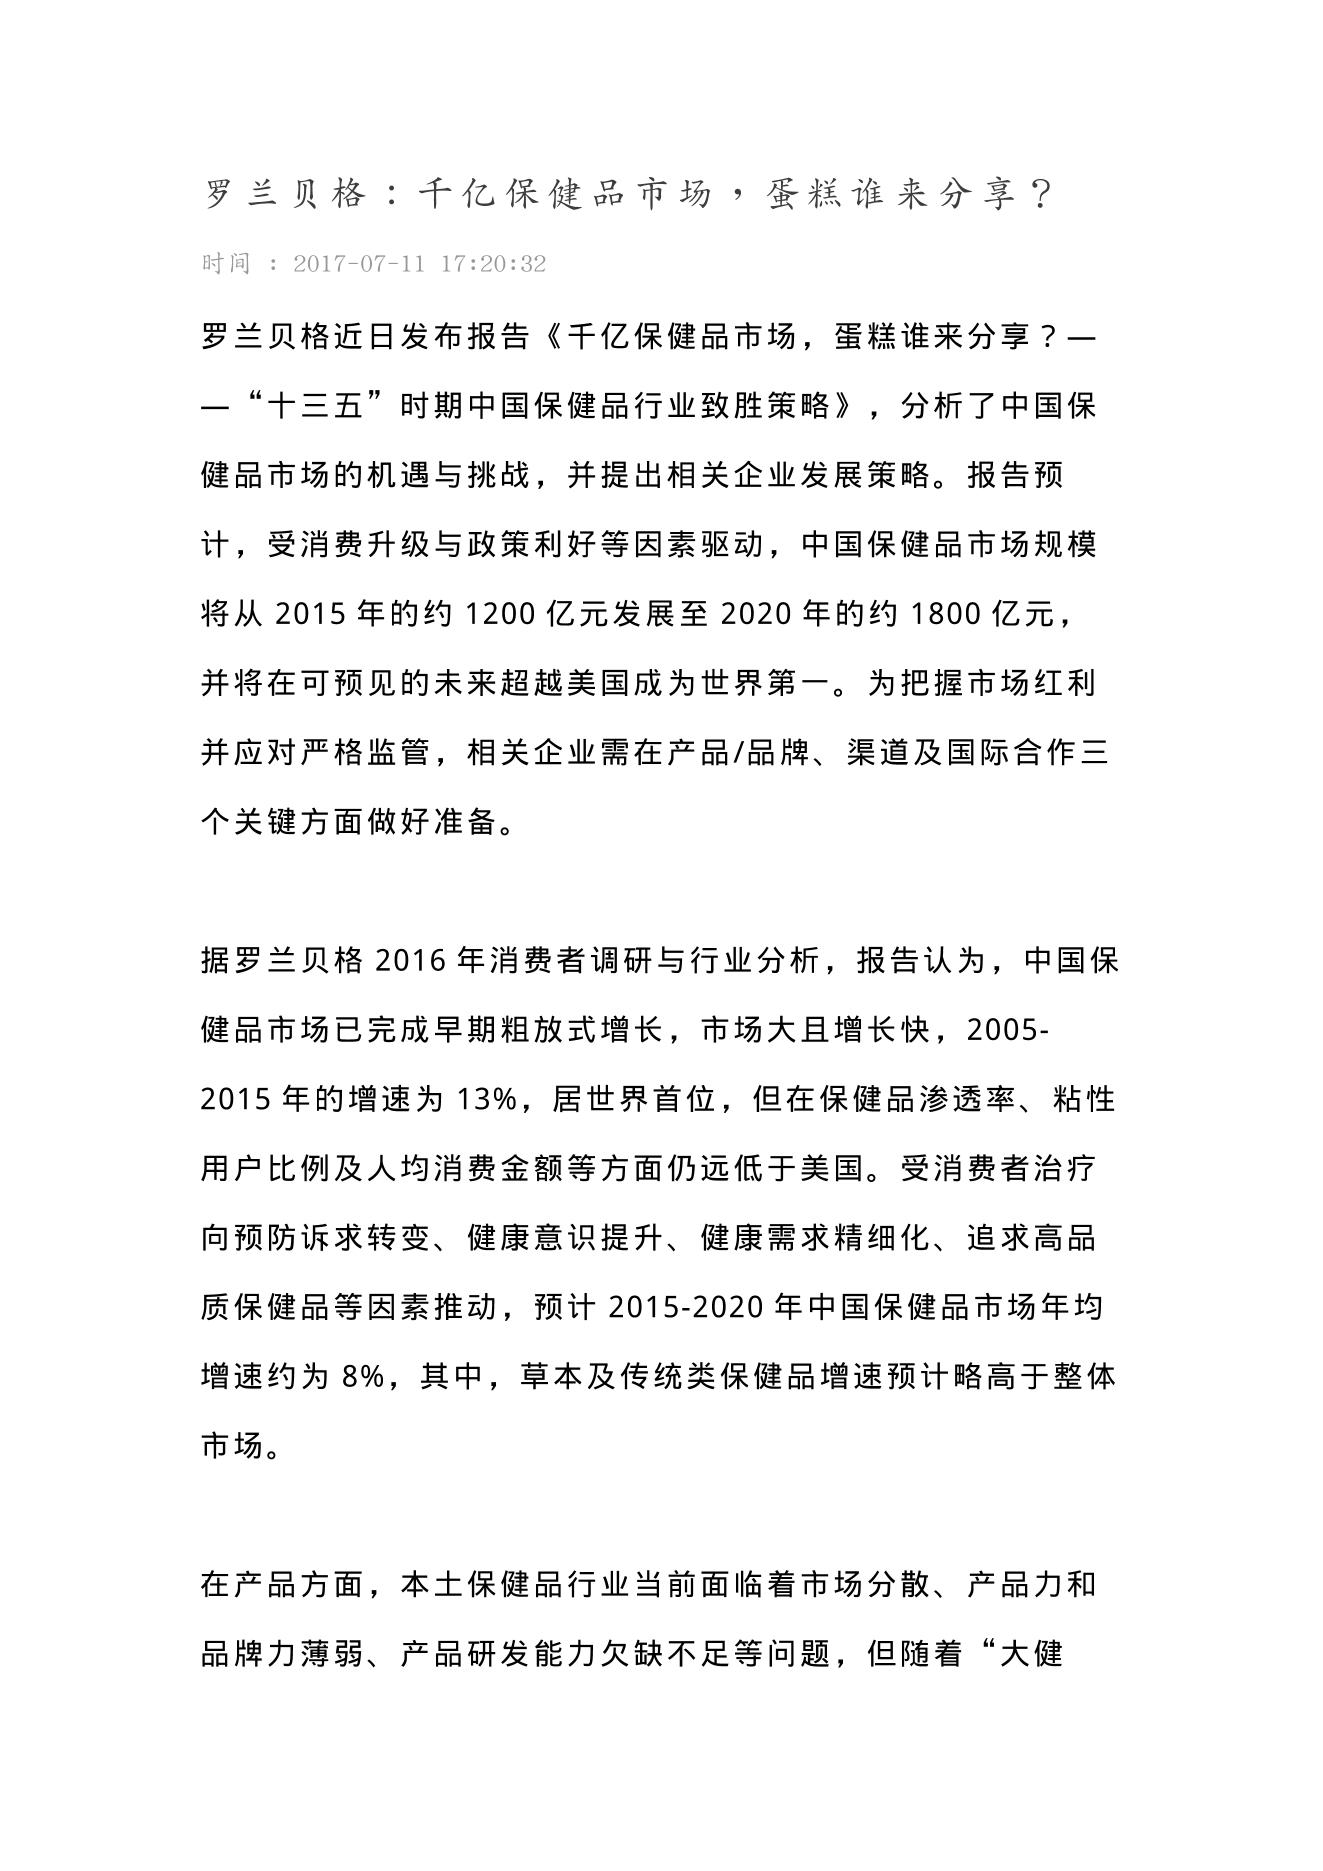 罗兰贝格：千亿保健品市场，蛋糕谁来分享？
时间 : 2017-07-11 17:20:32
罗兰贝格近日发布报告《千亿保健品市场，蛋糕谁来分享？—
—“十三五”时期中国保健品行业致胜策略》，分析了中国保
健品市场的机遇与挑战，并提出相关企业发展策略。报告预
计，受消费升级与政策利好等因素驱动，中国保健品市场规模
将从 2015 年的约 1200 亿元发展至 2020 年的约 1800 亿元，
并将在可预见的未来超越美国成为世界第一。为把握市场红利
并应对严格监管，相关企业需在产品/品牌、渠道及国际合作三
个关键方面做好准备。
据罗兰贝格 2016 年消费者调研与行业分析，报告认为，中国保
健品市场已完成早期粗放式增长，市场大且增长快，2005-
2015 年的增速为 13%，居世界首位，但在保健品渗透率、粘性
用户比例及人均消费金额等方面仍远低于美国。受消费者治疗
向预防诉求转变、健康意识提升、健康需求精细化、追求高品
质保健品等因素推动，预计 2015-2020 年中国保健品市场年均
增速约为 8%，其中，草本及传统类保健品增速预计略高于整体
市场。
在产品方面，本土保健品行业当前面临着市场分散、产品力和
品牌力薄弱、产品研发能力欠缺不足等问题，但随着“大健